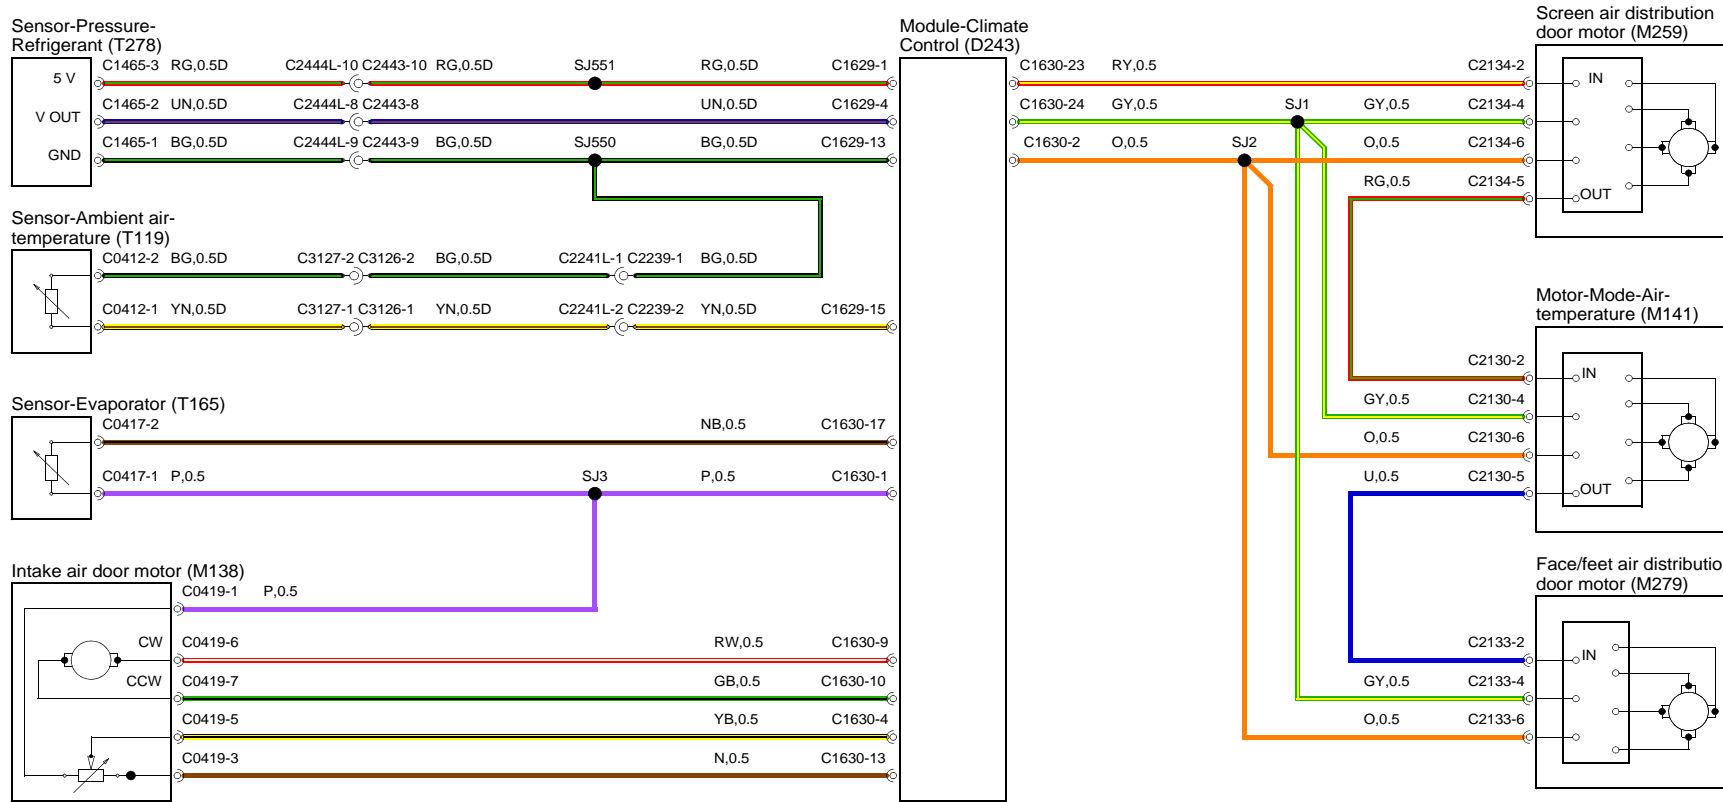 Sensor-Pressure-
Refrigerant (T278)
5 V
V OUT
GND
C1465-3 RG,0.5D C2444L-10 C2443-10 RG,0.5D SJ551 RG,0.5D C1629-1
C1465-2 UN,0.5D C2444L-8 C2443-8 UN,0.5D C1629-4
C1465-1 BG,0.5D C2444L-9 C2443-9 BG,0.5D SJ550 BG,0.5D C1629-13
Sensor-Ambient air-
temperature (T119)
C0412-2 BG,0.5D C3127-2 C3126-2 BG,0.5D C2241L-1 C2239-1 BG,0.5D
C0412-1 YN,0.5D C3127-1 C3126-1 YN,0.5D C2241L-2 C2239-2 YN,0.5D C1629-15
Sensor-Evaporator (T165)
C0417-2 NB,0.5 C1630-17
C0417-1 P,0.5 SJ3 P,0.5 C1630-1
Intake air door motor (M138)
C0419-1 P,0.5
CW C0419-6 RW,0.5 C1630-9
CCW C0419-7 GB,0.5 C1630-10
C0419-5 YB,0.5 C1630-4
C0419-3 N,0.5 C1630-13
Module-Climate
Control (D243)
C1630-23 RY,0.5 C2134-2
C1630-24 GY,0.5 SJ1 GY,0.5 C2134-4
C1630-2 O,0.5 SJ2 O,0.5 C2134-6
RG,0.5 C2134-5
Screen air distribution
door motor (M259)
IN
OUT
Motor-Mode-Air-
temperature (M141)
C2130-2
IN
GY,0.5 C2130-4
O,0.5 C2130-6
U,0.5 C2130-5
OUT
Face/feet air distributio
door motor (M279)
C2133-2
IN
GY,0.5 C2133-4
O,0.5 C2133-6